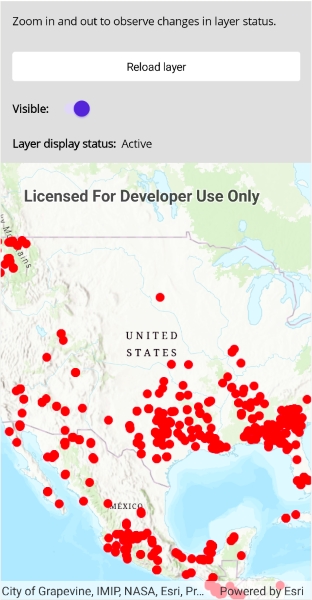 Zoom in and out to observe changes in layer status.
Reload layer
Visible:
Layer display status: Active
Licensed For Developer Use Only
UNITED
STATES
MÉXICO
City of Grapevine, IMIP, NASA, Esri, Pr... Powered by Esri